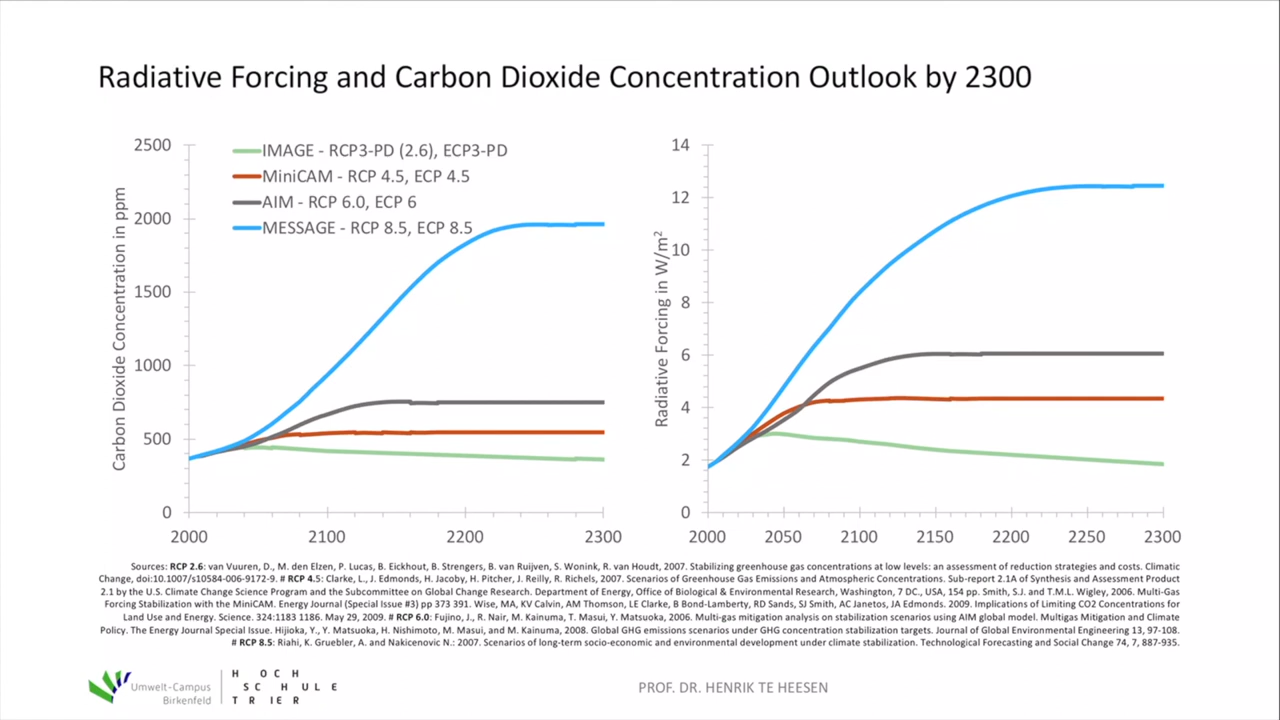 Radiative Forcing and Carbon Dioxide Concentration Outlook by 2300
Carbon Dioxide Concentration in ppm
2500
2000
1500
1000
500
0
2000
2100
2200
2300
IMAGE - RCP3-PD (2.6), ECP3-PD
MiniCAM - RCP 4.5, ECP 4.5
AIM - RCP 6.0, ECP 6
MESSAGE - RCP 8.5, ECP 8.5
Radiative Forcing in W/m²
14
12
10
8
6
4
2
0
2000
2050
2100
2150
2200
2250
2300
Sources: RCP 2.6: van Vuuren, D., M. den Elzen, P. Lucas, B. Eickhout, B. Strengers, B. van Ruijven, S. Wonink, R. van Houdt, 2007. Stabilizing greenhouse gas concentrations at low levels: an assessment of reduction strategies and costs. Climatic
Change, doi:10.1007/s10584-006-9172-9. # RCP 4.5: Clarke, L., J. Edmonds, H. Jacoby, H. Pitcher, J. Reilly, R. Richels, 2007. Scenarios of Greenhouse Gas Emissions and Atmospheric Concentrations. Sub-report 2.1A of Synthesis and Assessment Product
2.1 by the U.S. Climate Change Science Program and the Subcommittee on Global Change Research. Department of Energy, Office of Biological & Environmental Research, Washington, 7 DC., USA, 154 pp. Smith, S.J. and T.M.L. Wigley, 2006. Multi-Gas
Forcing Stabilization with the MiniCAM. Energy Journal (Special Issue #3) pp 373 391. Wise, MA, KV Calvin, AM Thomson, LE Clarke, B Bond-Lamberty, RD Sands, SJ Smith, AC Janetos, JA Edmonds. 2009. Implications of Limiting CO2 Concentrations for
Land Use and Energy. Science. 324:1183 1186. May 29, 2009. # RCP 6.0: Fujino, J., R. Nair, M. Kainuma, T. Masui, Y. Matsuoka, 2006. Multi-gas mitigation analysis on stabilization scenarios using AIM global model. Multigas Mitigation and Climate
Policy. The Energy Journal Special Issue. Hijioka, Y., Y. Matsuoka, H. Nishimoto, M. Masui, and M. Kainuma, 2008. Global GHG emissions scenarios under GHG concentration stabilization targets. Journal of Global Environmental Engineering 13, 97-108.
# RCP 8.5: Riahi, K. Gruebler, A. and Nakicenovic N.: 2007. Scenarios of long-term socio-economic and environmental development under climate stabilization. Technological Forecasting and Social Change 74, 7, 887-935.
Umwelt-Campus
Birkenfeld
HOCH
SCHULE
TRIER
PROF. DR. HENRIK TE HEESEN